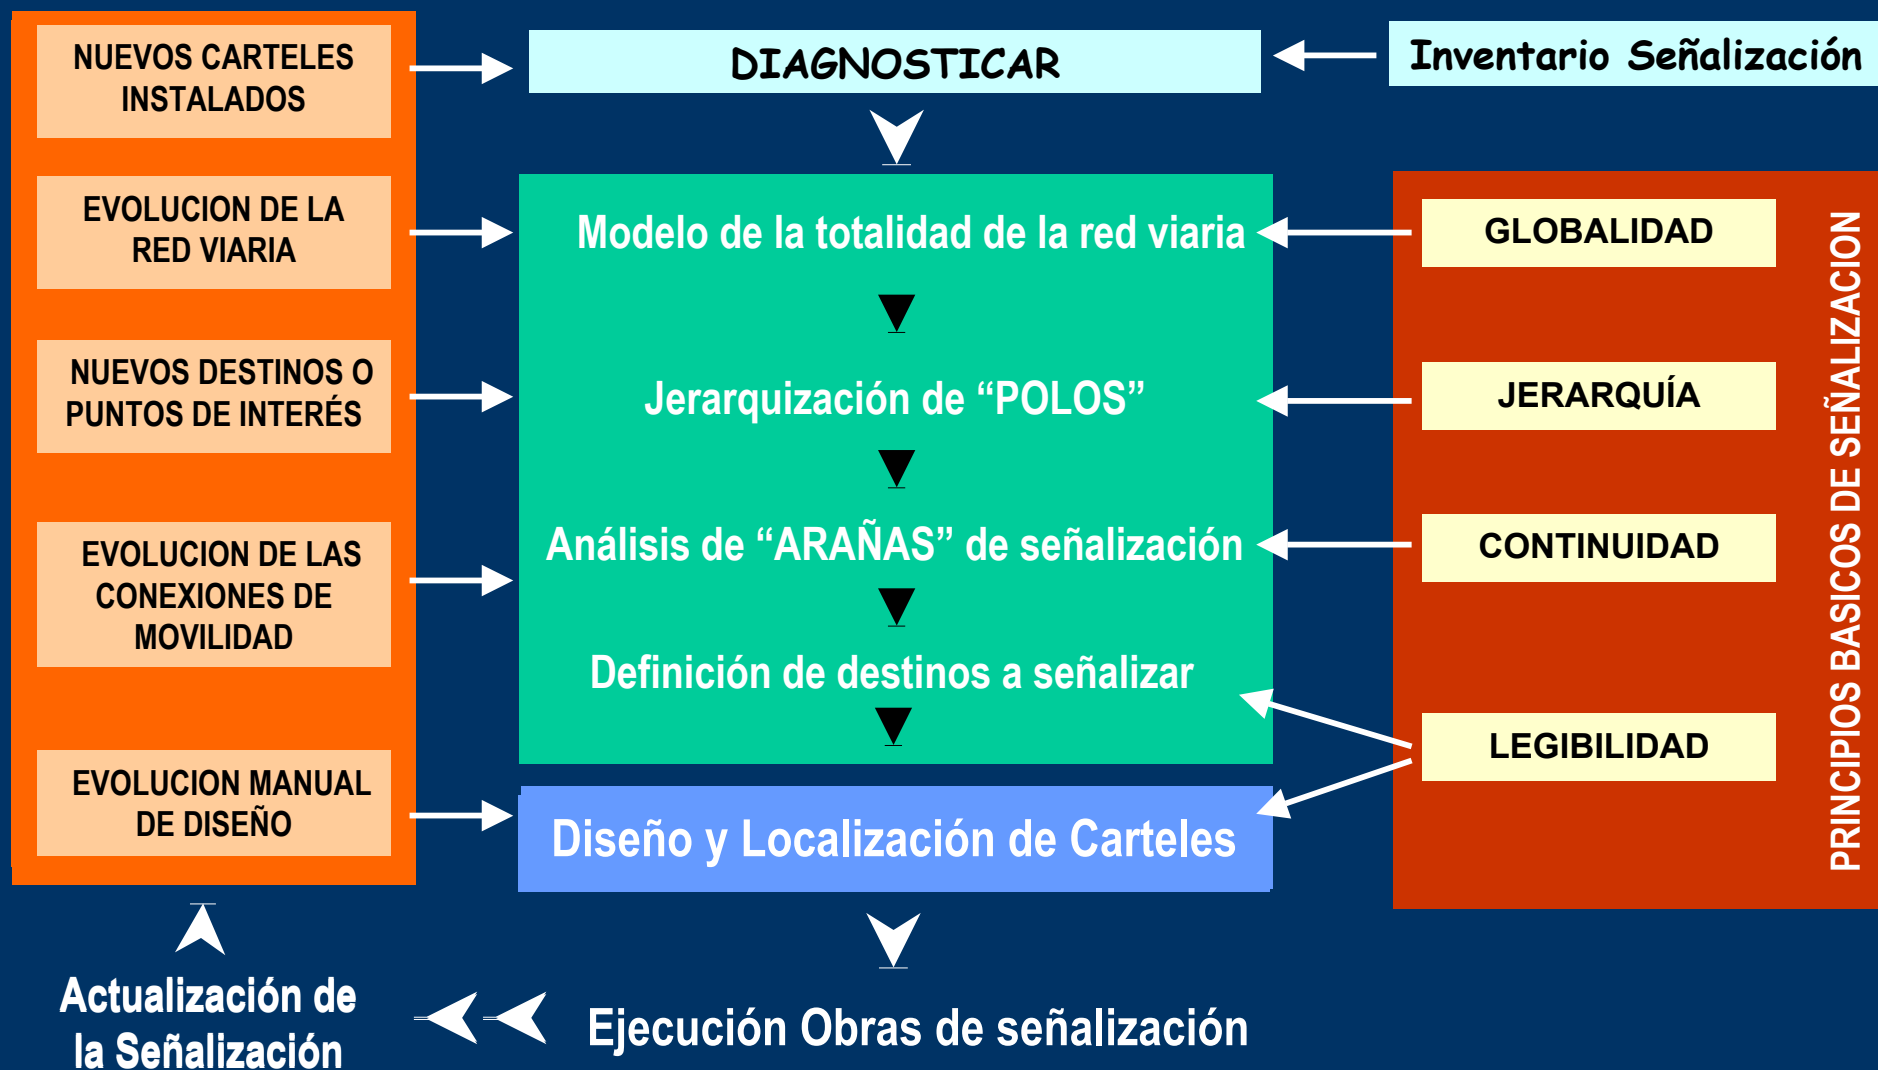 NUEVOS CARTELES
INSTALADOS
EVOLUCION DE LA
RED VIARIA
NUEVOS DESTINOS O
PUNTOS DE INTERÉS
EVOLUCION DE LAS
CONEXIONES DE
MOVILIDAD
EVOLUCION MANUAL
DE DISEÑO
Actualización de
la Señalización
DIAGNOSTICAR
Modelo de la totalidad de la red viaria
Jerarquización de “POLOS”
Análisis de “ARAÑAS” de señalización
Definición de destinos a señalizar
Diseño y Localización de Carteles
Ejecución Obras de señalización
Inventario Señalización
GLOBALIDAD
JERARQUÍA
CONTINUIDAD
LEGIBILIDAD
PRINCIPIOS BASICOS DE SEÑALIZACION